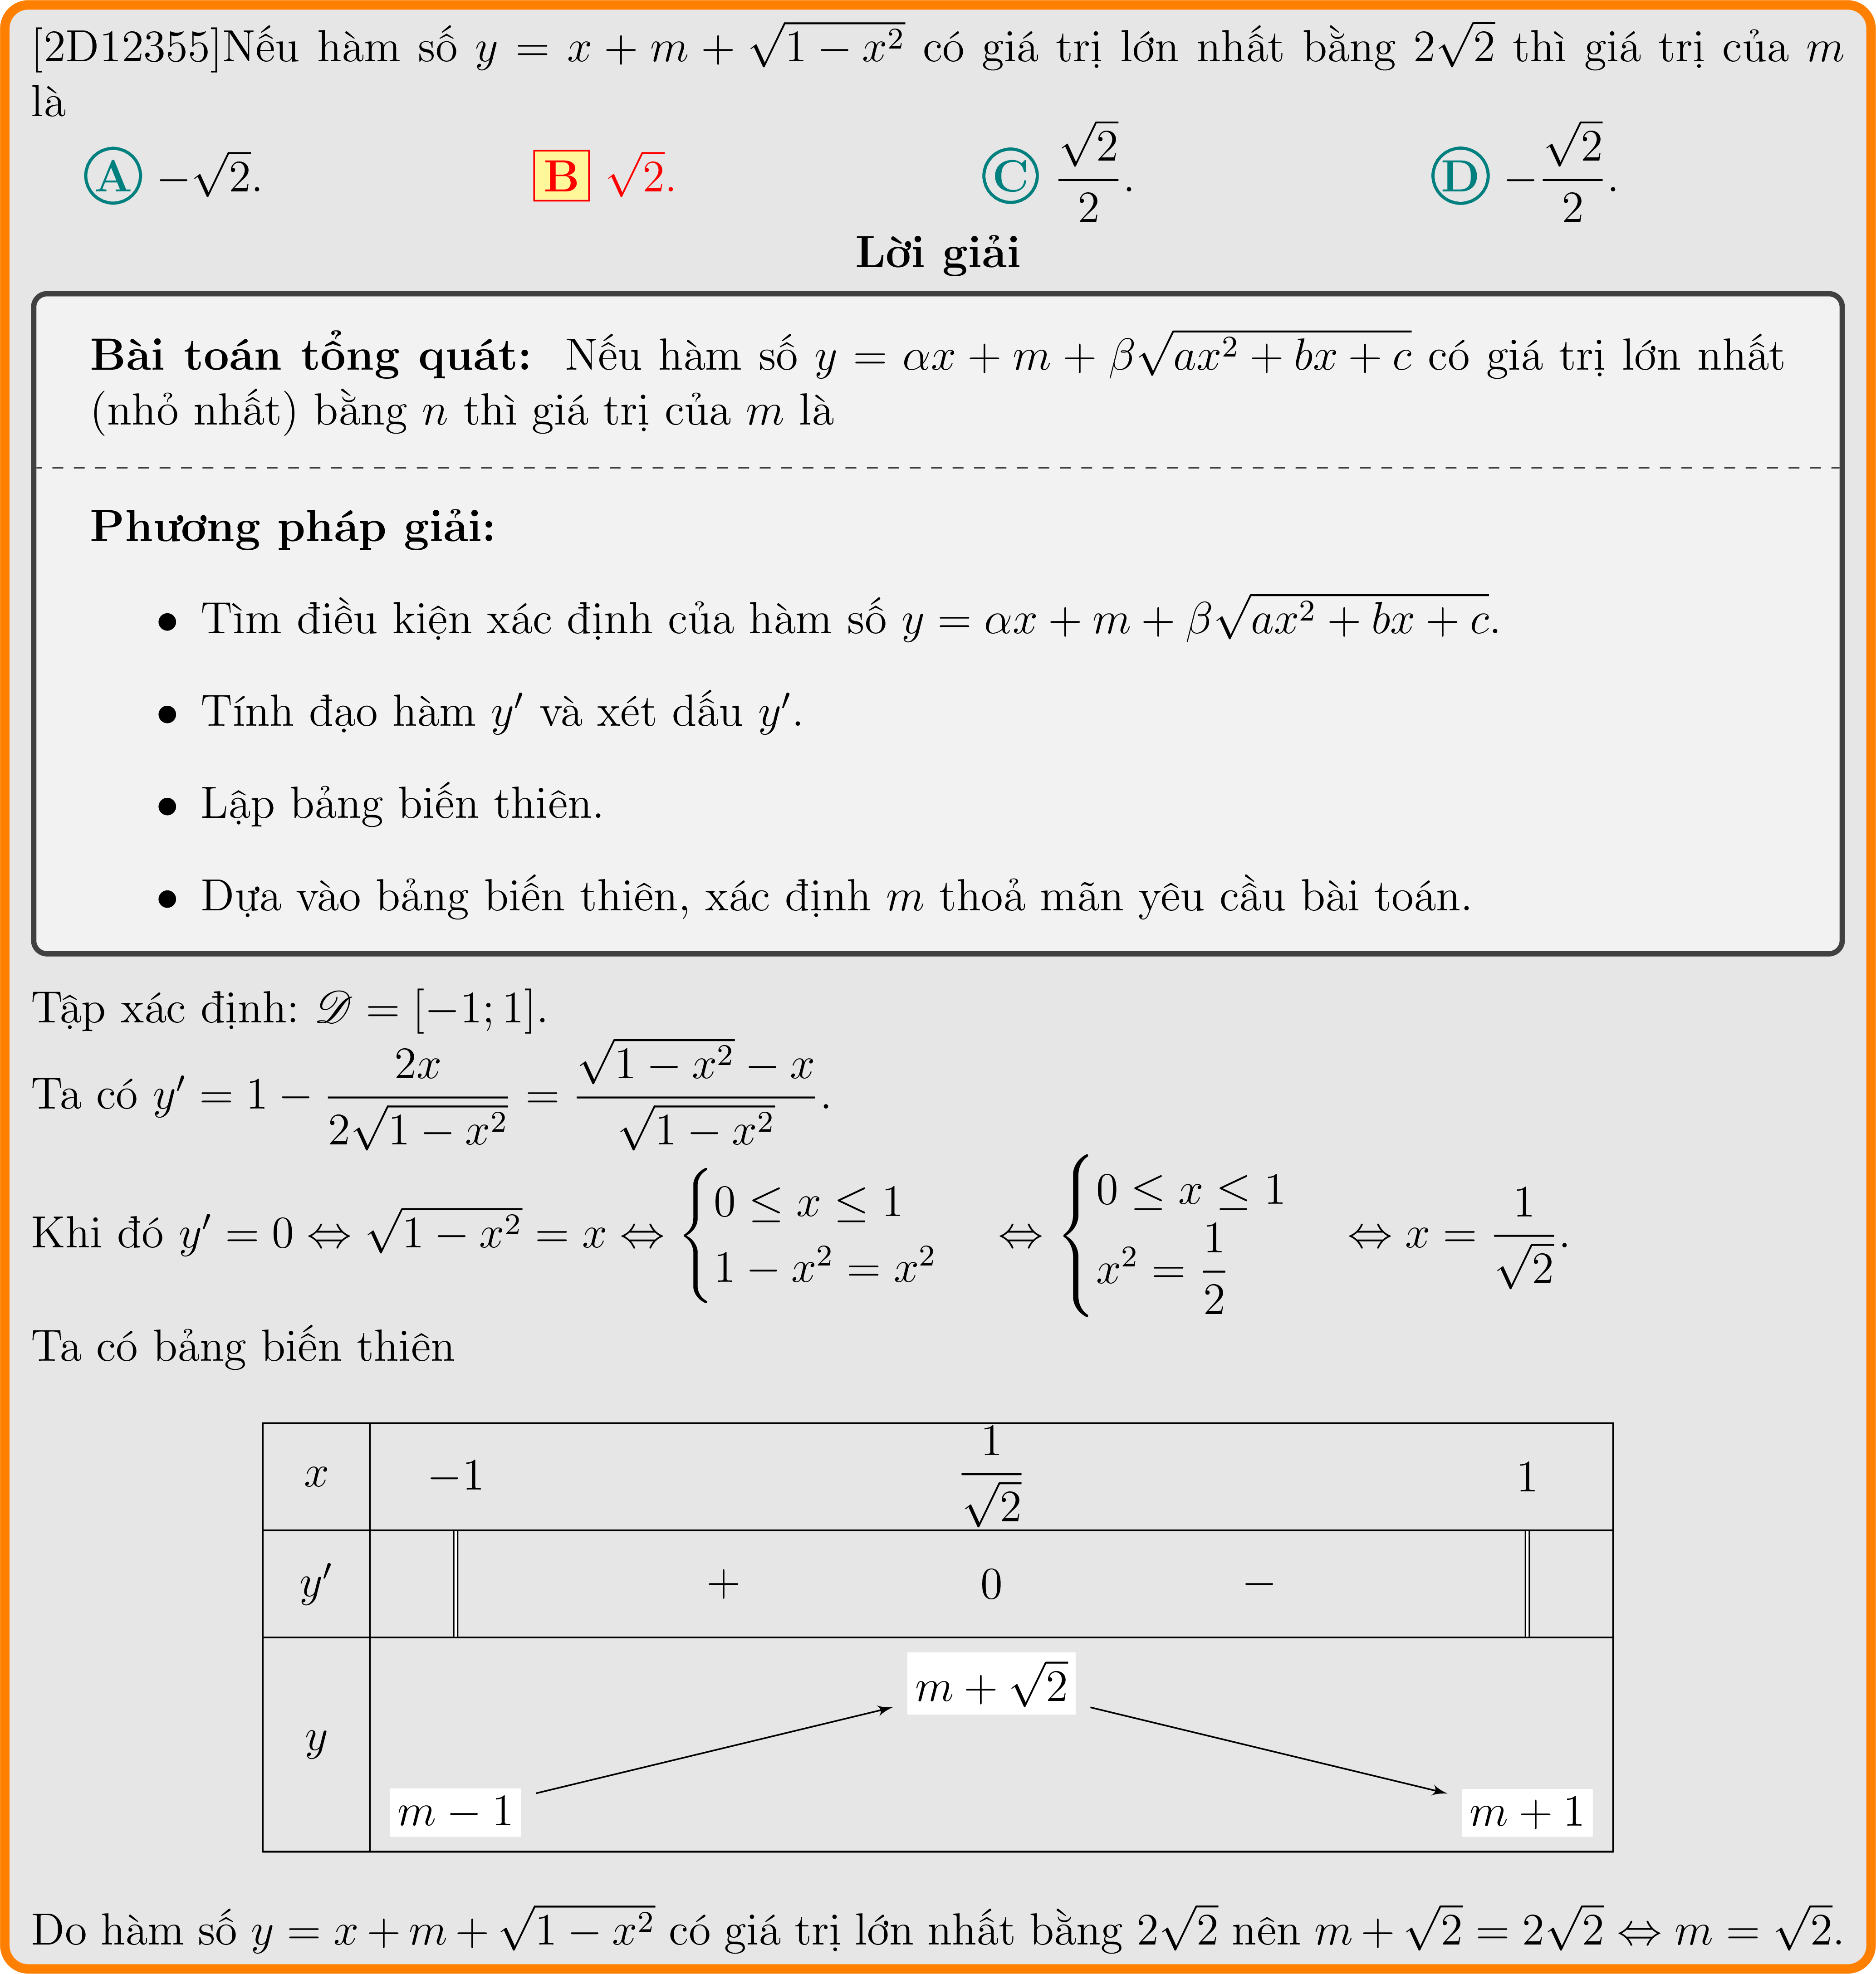 [2D12355]Nếu hàm số $y = x + m + \sqrt{1 - x^2}$ có giá trị lớn nhất bằng $2\sqrt{2}$ thì giá trị của $m$
là
A $-\sqrt{2}$. B $\sqrt{2}$. C $\dfrac{\sqrt{2}}{2}$. D $-\dfrac{\sqrt{2}}{2}$.
Lời giải
Bài toán tổng quát: Nếu hàm số $y = \alpha x + m + \beta\sqrt{ax^2 + bx + c}$ có giá trị lớn nhất
(nhỏ nhất) bằng $n$ thì giá trị của $m$ là
Phương pháp giải:
• Tìm điều kiện xác định của hàm số $y = \alpha x + m + \beta\sqrt{ax^2 + bx + c}$.
• Tính đạo hàm $y'$ và xét dấu $y'$.
• Lập bảng biến thiên.
• Dựa vào bảng biến thiên, xác định $m$ thoả mãn yêu cầu bài toán.
Tập xác định: $\mathscr{D} = [-1; 1]$.
Ta có $y' = 1 - \dfrac{2x}{2\sqrt{1 - x^2}} = \dfrac{\sqrt{1 - x^2} - x}{\sqrt{1 - x^2}}$.
Khi đó $y' = 0 \Leftrightarrow \sqrt{1 - x^2} = x \Leftrightarrow \begin{cases} 0 \leq x \leq 1 \\ 1 - x^2 = x^2 \end{cases} \Leftrightarrow \begin{cases} 0 \leq x \leq 1 \\ x^2 = \dfrac{1}{2} \end{cases} \Leftrightarrow x = \dfrac{1}{\sqrt{2}}$.
Ta có bảng biến thiên
$x$ $-1$ $\dfrac{1}{\sqrt{2}}$ $1$
$y'$ $+$ $0$ $-$
$y$ $m - 1$ $m + \sqrt{2}$ $m + 1$
Do hàm số $y = x + m + \sqrt{1 - x^2}$ có giá trị lớn nhất bằng $2\sqrt{2}$ nên $m + \sqrt{2} = 2\sqrt{2} \Leftrightarrow m = \sqrt{2}$.